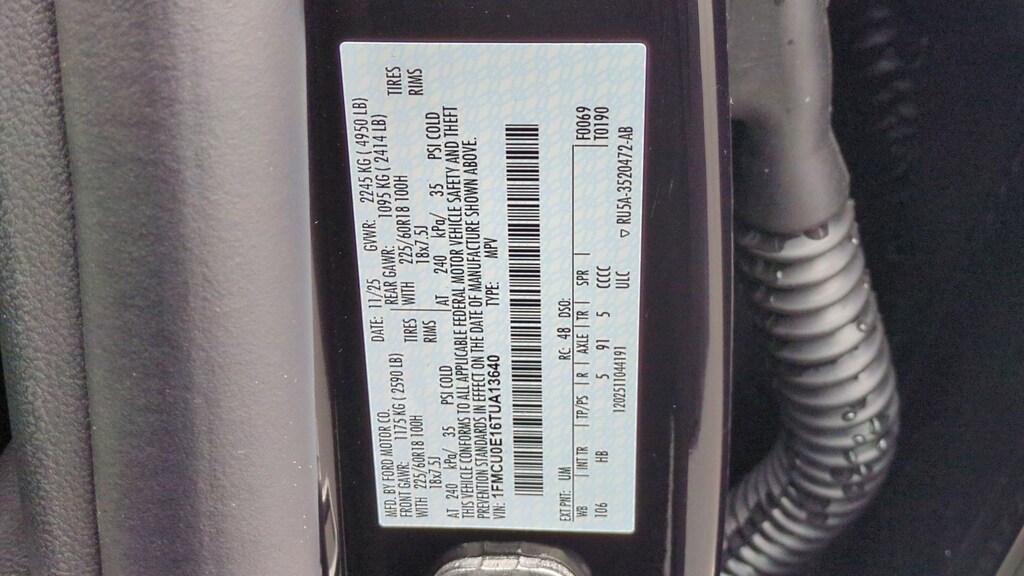 MFD. BY FORD MOTOR CO. DATE: 11/25 GVWR: 2245 KG ( 4950 LB)
FRONT GAWR: 1175 KG ( 2590 LB) REAR GAWR: 1095 KG ( 2414 LB)
WITH 225/60R18 100H TIRES WITH 225/60R18 100H TIRES
18x7.5J RIMS 18x7.5J RIMS
AT 240 kPa/ 35 PSI COLD AT 240 kPa/ 35 PSI COLD
THIS VEHICLE CONFORMS TO ALL APPLICABLE FEDERAL MOTOR VEHICLE SAFETY AND THEFT
PREVENTION STANDARDS IN EFFECT ON THE DATE OF MANUFACTURE SHOWN ABOVE.
VIN: 1FMCU0E16TUA13640 TYPE: MPV
EXT PNT: UM RC: 48 DSO: F0069
WB INT TR TP/PS R AXLE TR SPR T0190
106 HB 5 91 5 CCCC
12023T1044191 ULC
▽ RU5A-3520472-AB